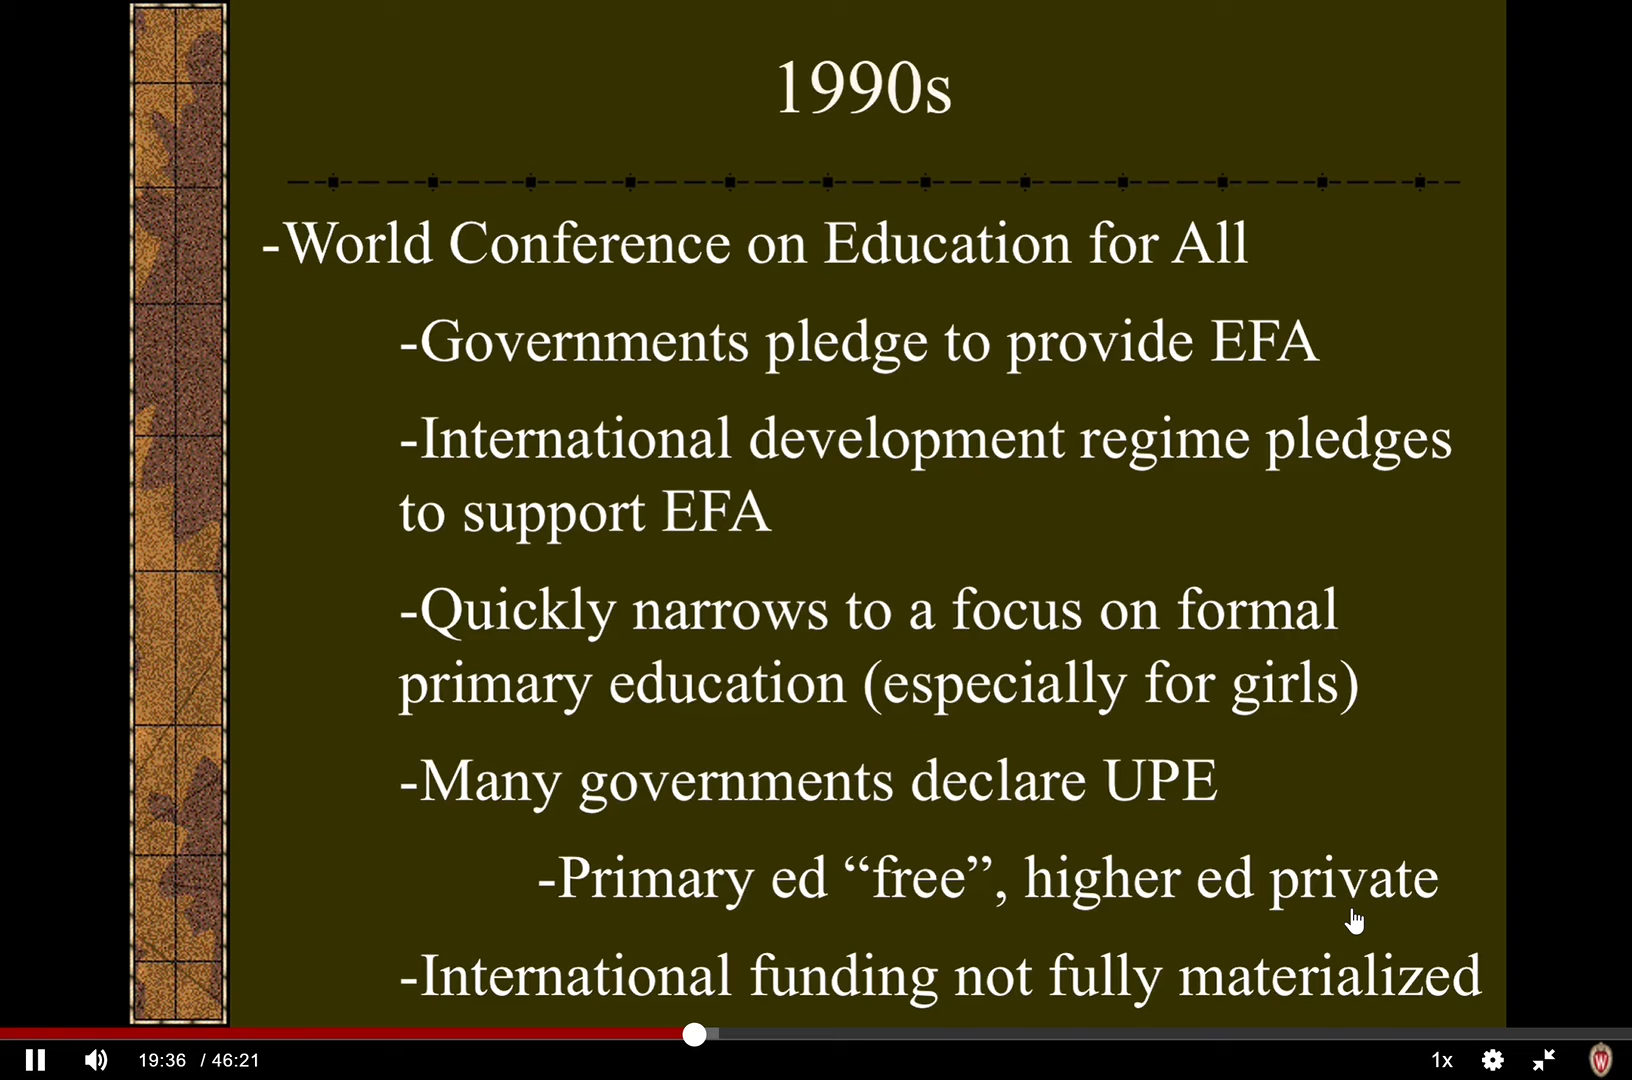 1990s
-World Conference on Education for All
-Governments pledge to provide EFA
-International development regime pledges
to support EFA
-Quickly narrows to a focus on formal
primary education (especially for girls)
-Many governments declare UPE
-Primary ed “free”, higher ed private
-International funding not fully materialized
19:36 / 46:21 1x W